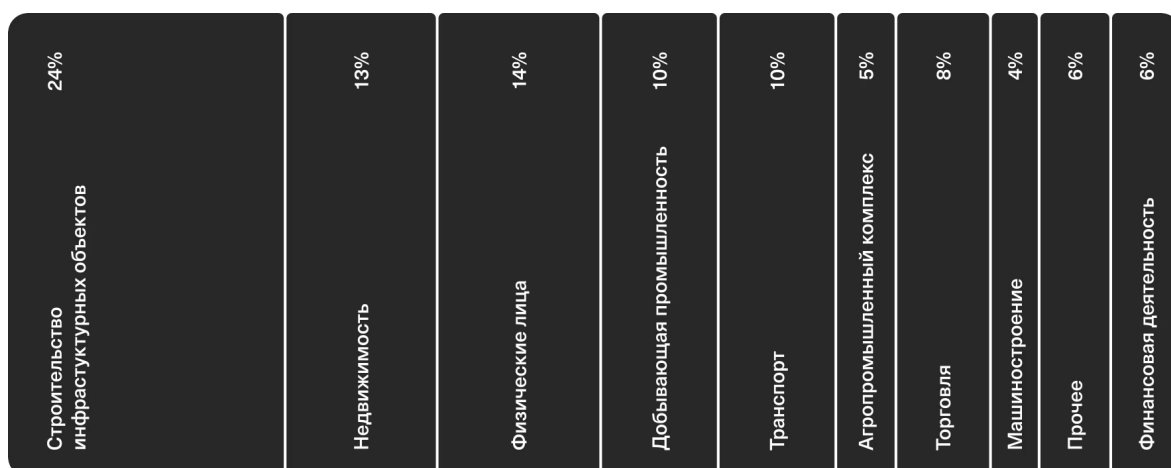 24%
Строительство
инфрастуктурных объектов
13%
Недвижимость
14%
Физические лица
10%
Добывающая промышленность
10%
Транспорт
5%
Агропромышленный комплекс
8%
Торговля
4%
Машиностроение
6%
Прочее
6%
Финансовая деятельность